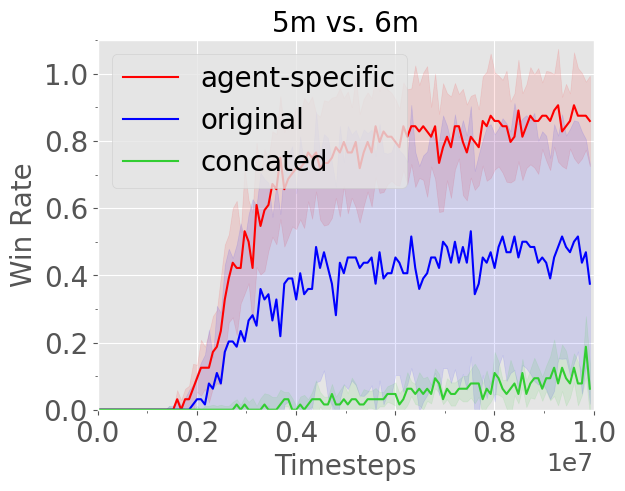 5m vs. 6m
agent-specific
original
concated
Win Rate
1.0
0.8
0.6
0.4
0.2
0.0
0.0 0.2 0.4 0.6 0.8 1.0
Timesteps
1e7